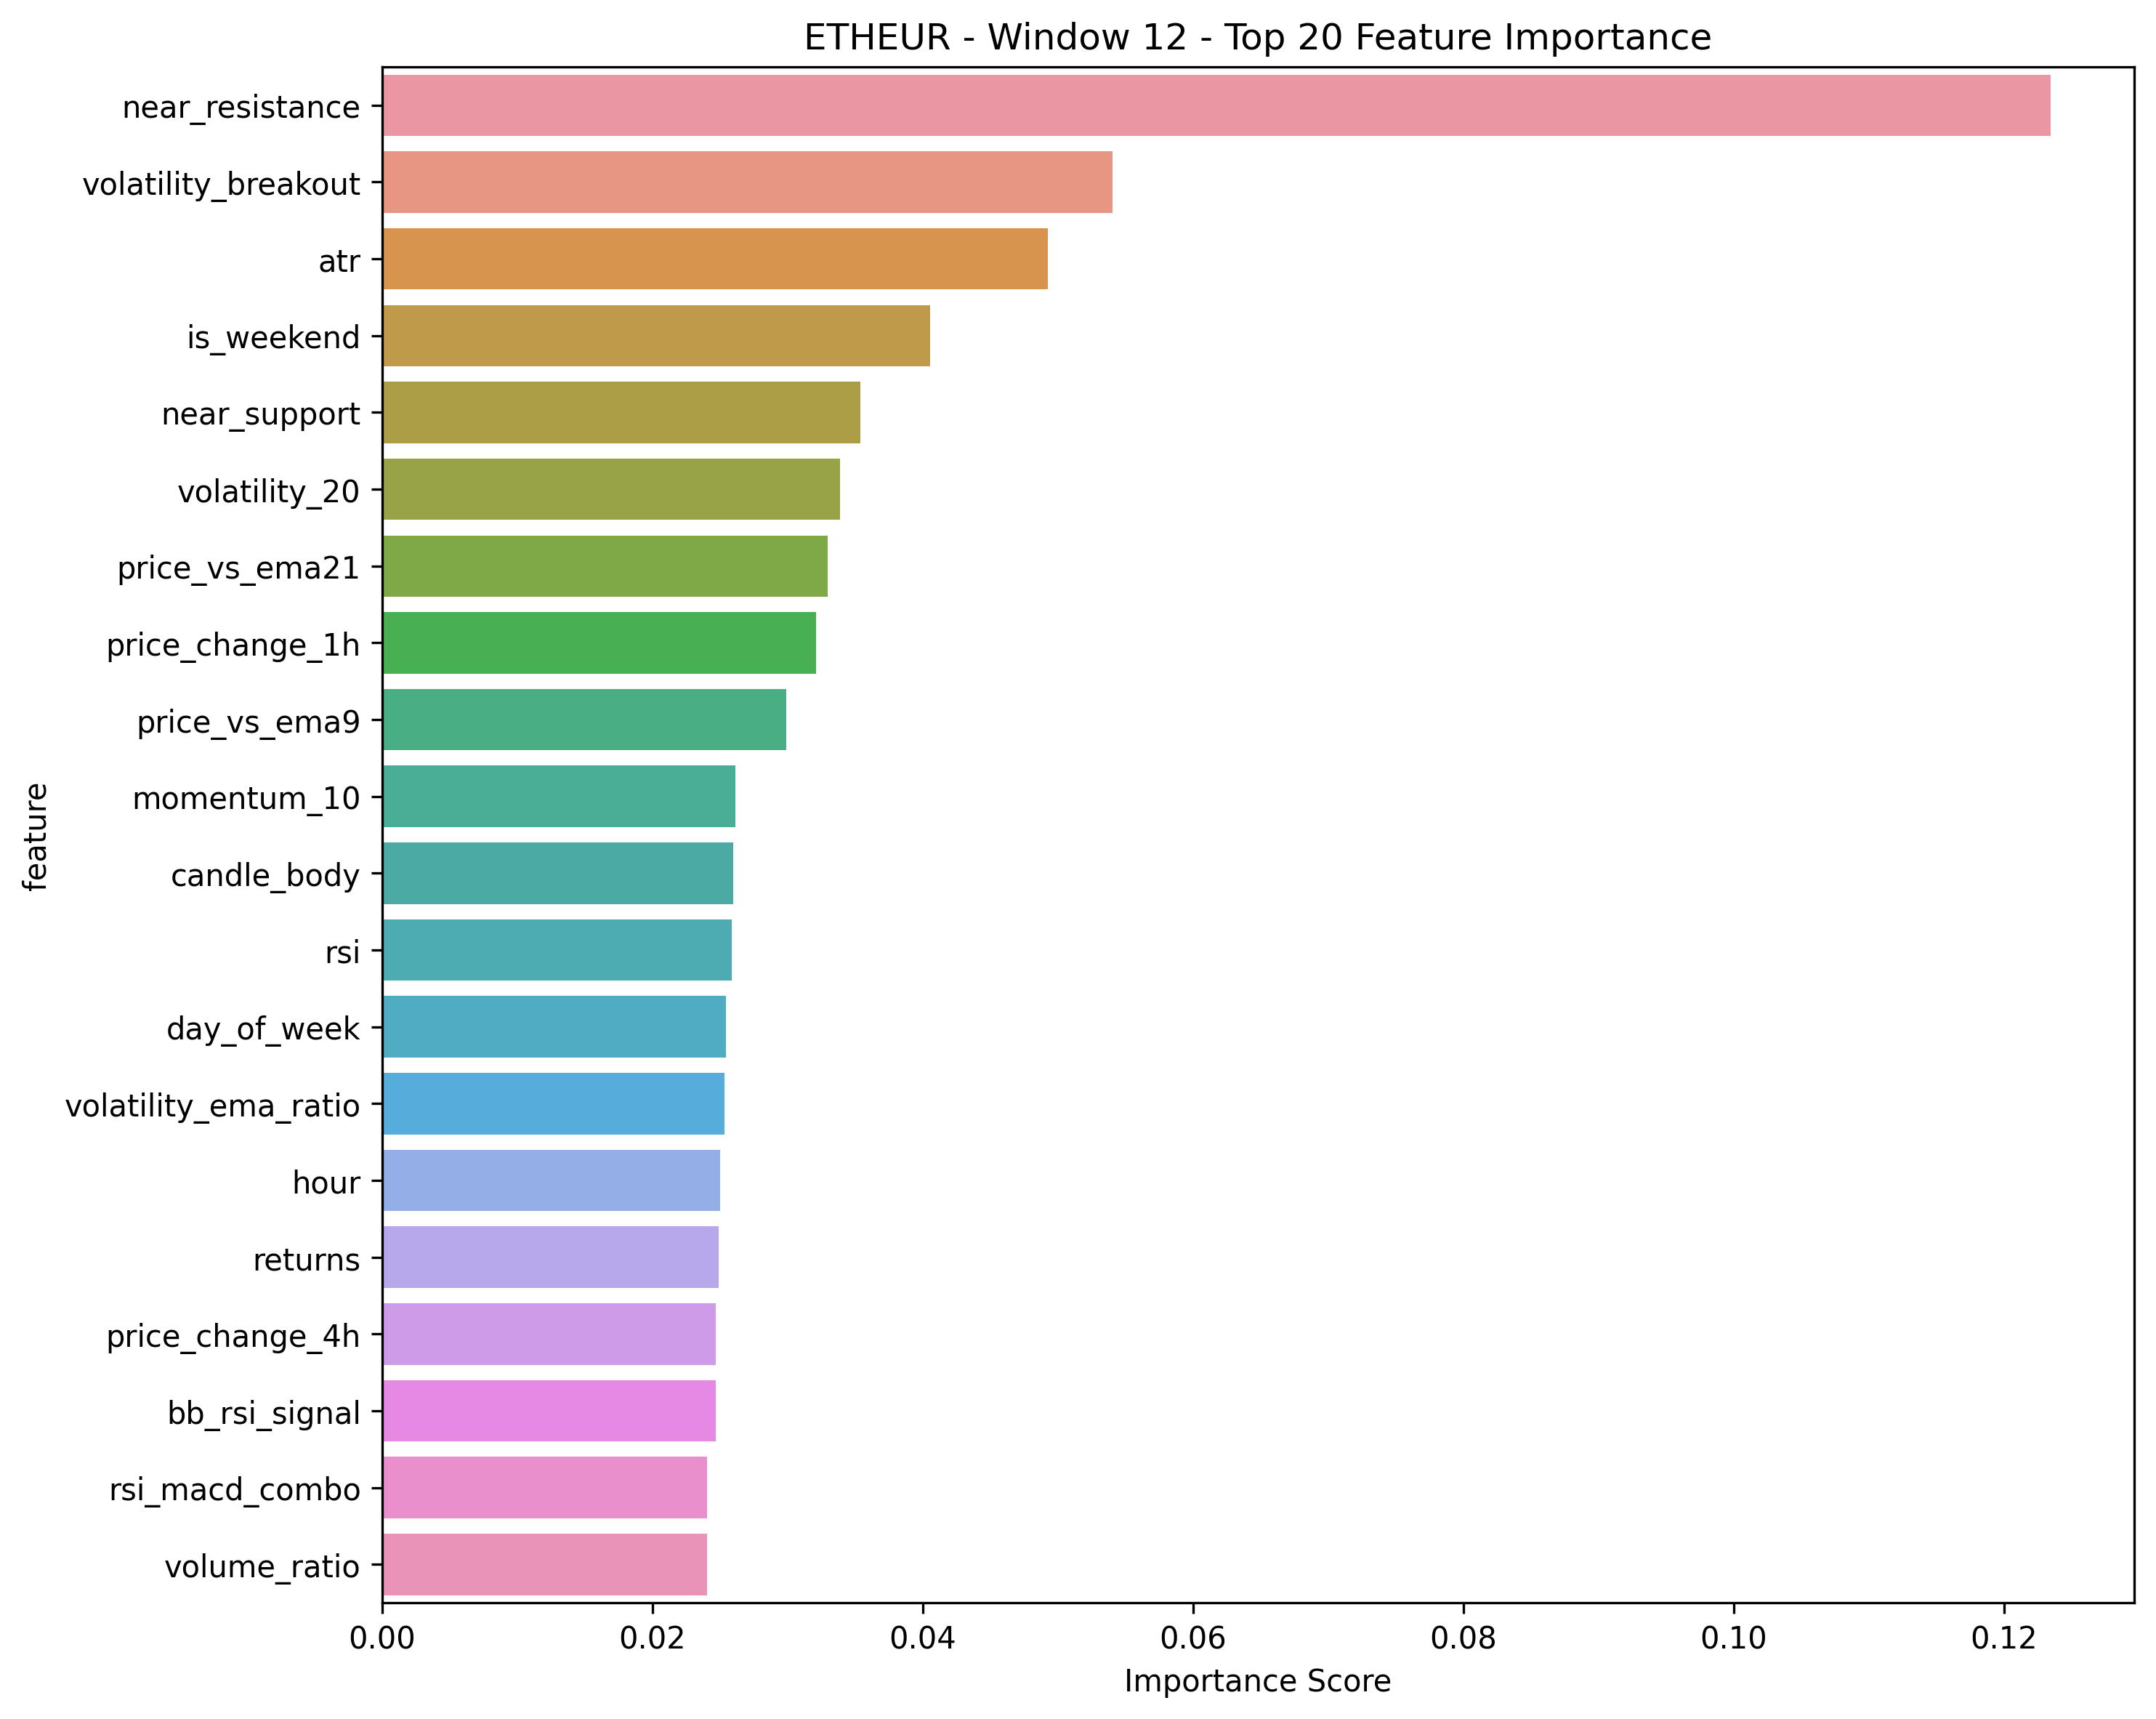 ETHEUR - Window 12 - Top 20 Feature Importance
near_resistance
volatility_breakout
atr
is_weekend
near_support
volatility_20
price_vs_ema21
price_change_1h
price_vs_ema9
momentum_10
candle_body
rsi
day_of_week
volatility_ema_ratio
hour
returns
price_change_4h
bb_rsi_signal
rsi_macd_combo
volume_ratio
feature
0.00 0.02 0.04 0.06 0.08 0.10 0.12
Importance Score